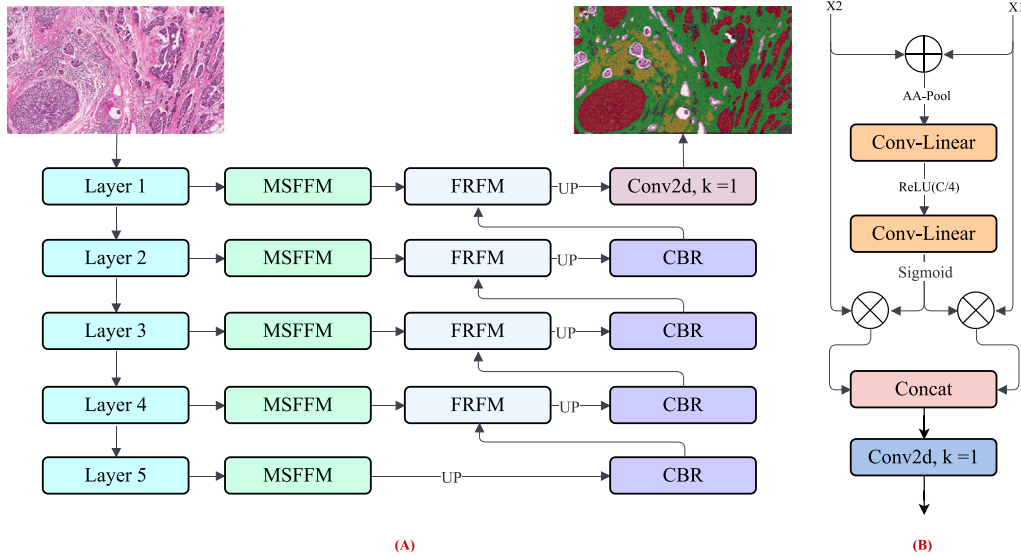 Layer 1
MSFFM
FRFM
UP
Conv2d, k =1
Layer 2
MSFFM
FRFM
UP
CBR
Layer 3
MSFFM
FRFM
UP
CBR
Layer 4
MSFFM
FRFM
UP
CBR
Layer 5
MSFFM
UP
CBR
(A)
X2
X1
AA-Pool
Conv-Linear
ReLU(C/4)
Conv-Linear
Sigmoid
Concat
Conv2d, k =1
(B)